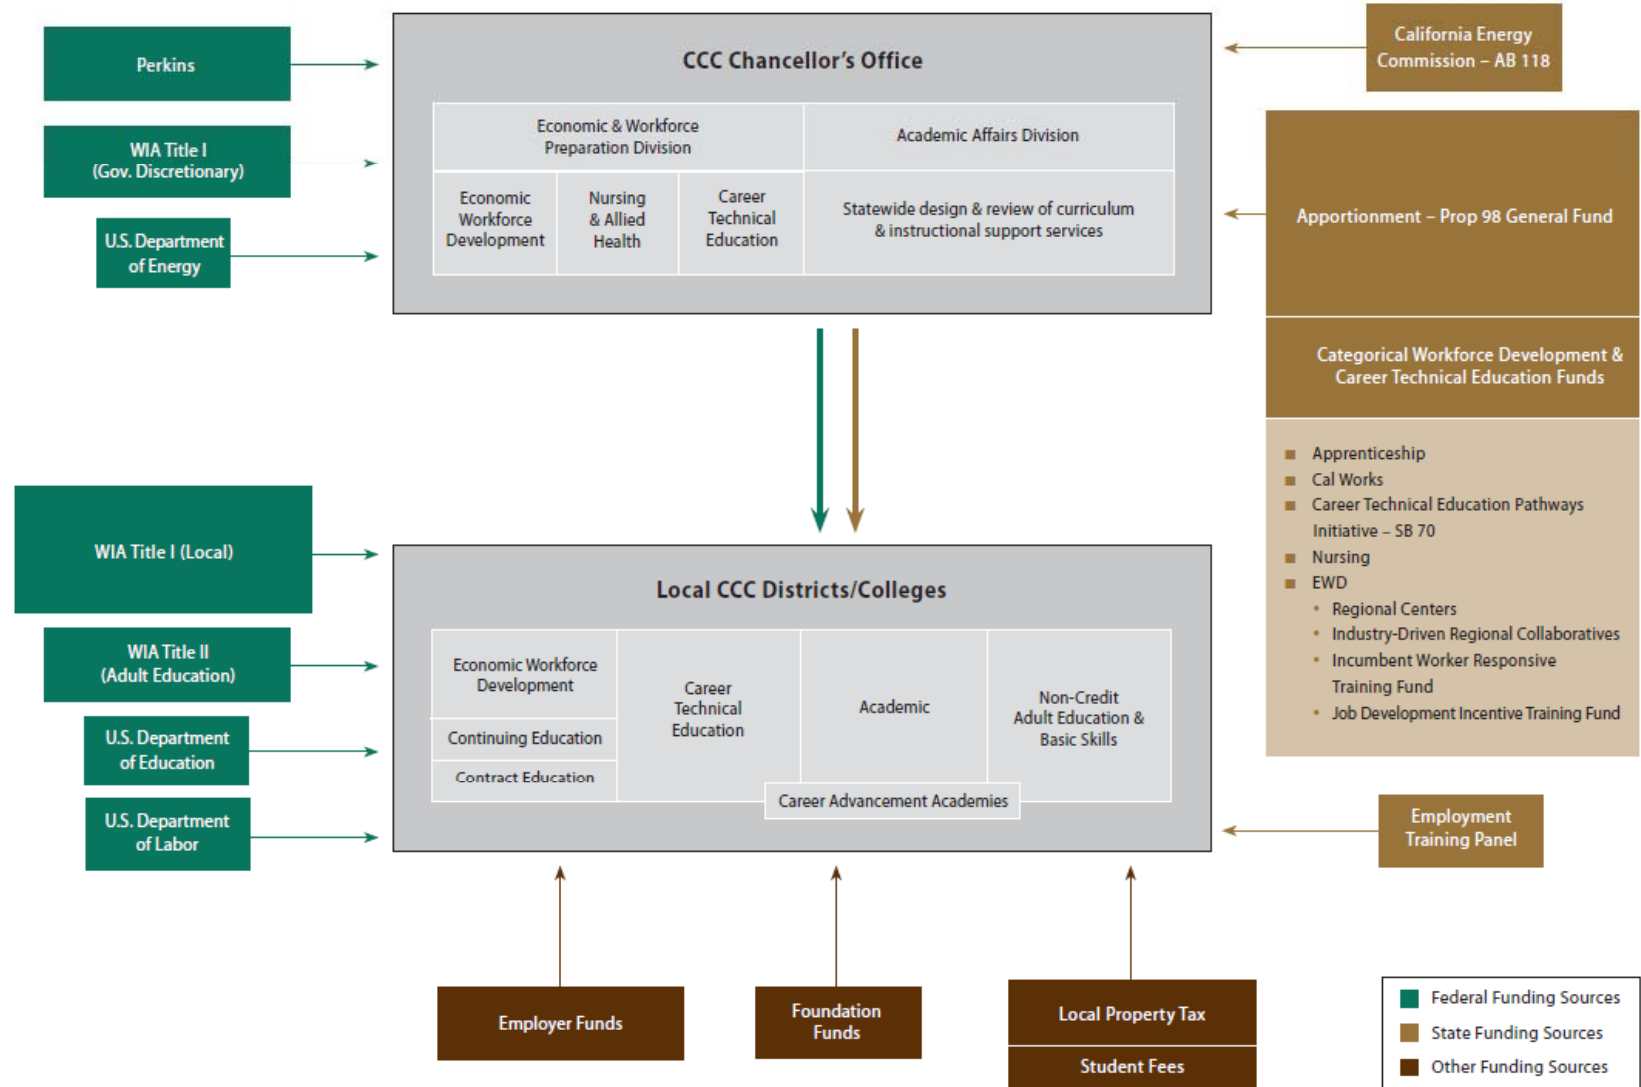 Perkins
WIA Title I
(Gov. Discretionary)
U.S. Department
of Energy
CCC Chancellor's Office
Economic & Workforce
Preparation Division
Academic Affairs Division
Economic
Workforce
Development
Nursing
& Allied
Health
Career
Technical
Education
Statewide design & review of curriculum
& instructional support services
California Energy
Commission – AB 118
Apportionment – Prop 98 General Fund
Categorical Workforce Development &
Career Technical Education Funds
■ Apprenticeship
■ Cal Works
■ Career Technical Education Pathways
Initiative – SB 70
■ Nursing
■ EWD
• Regional Centers
• Industry-Driven Regional Collaboratives
• Incumbent Worker Responsive
Training Fund
• Job Development Incentive Training Fund
WIA Title I (Local)
WIA Title II
(Adult Education)
U.S. Department
of Education
U.S. Department
of Labor
Local CCC Districts/Colleges
Economic Workforce
Development
Continuing Education
Contract Education
Career
Technical
Education
Academic
Non-Credit
Adult Education &
Basic Skills
Career Advancement Academies
Employment
Training Panel
Employer Funds
Foundation
Funds
Local Property Tax
Student Fees
Federal Funding Sources
State Funding Sources
Other Funding Sources